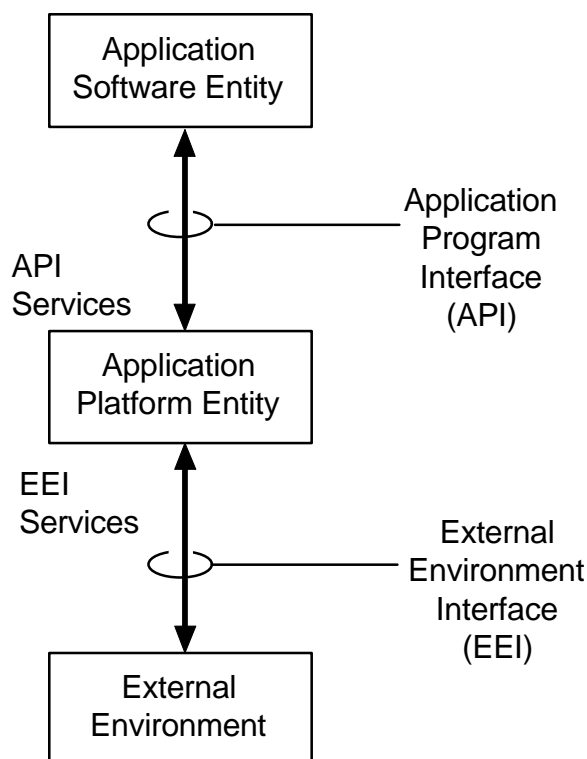 Application
Software Entity
Application
Program
Interface
(API)
API
Services
Application
Platform Entity
EEI
Services
External
Environment
Interface
(EEI)
External
Environment